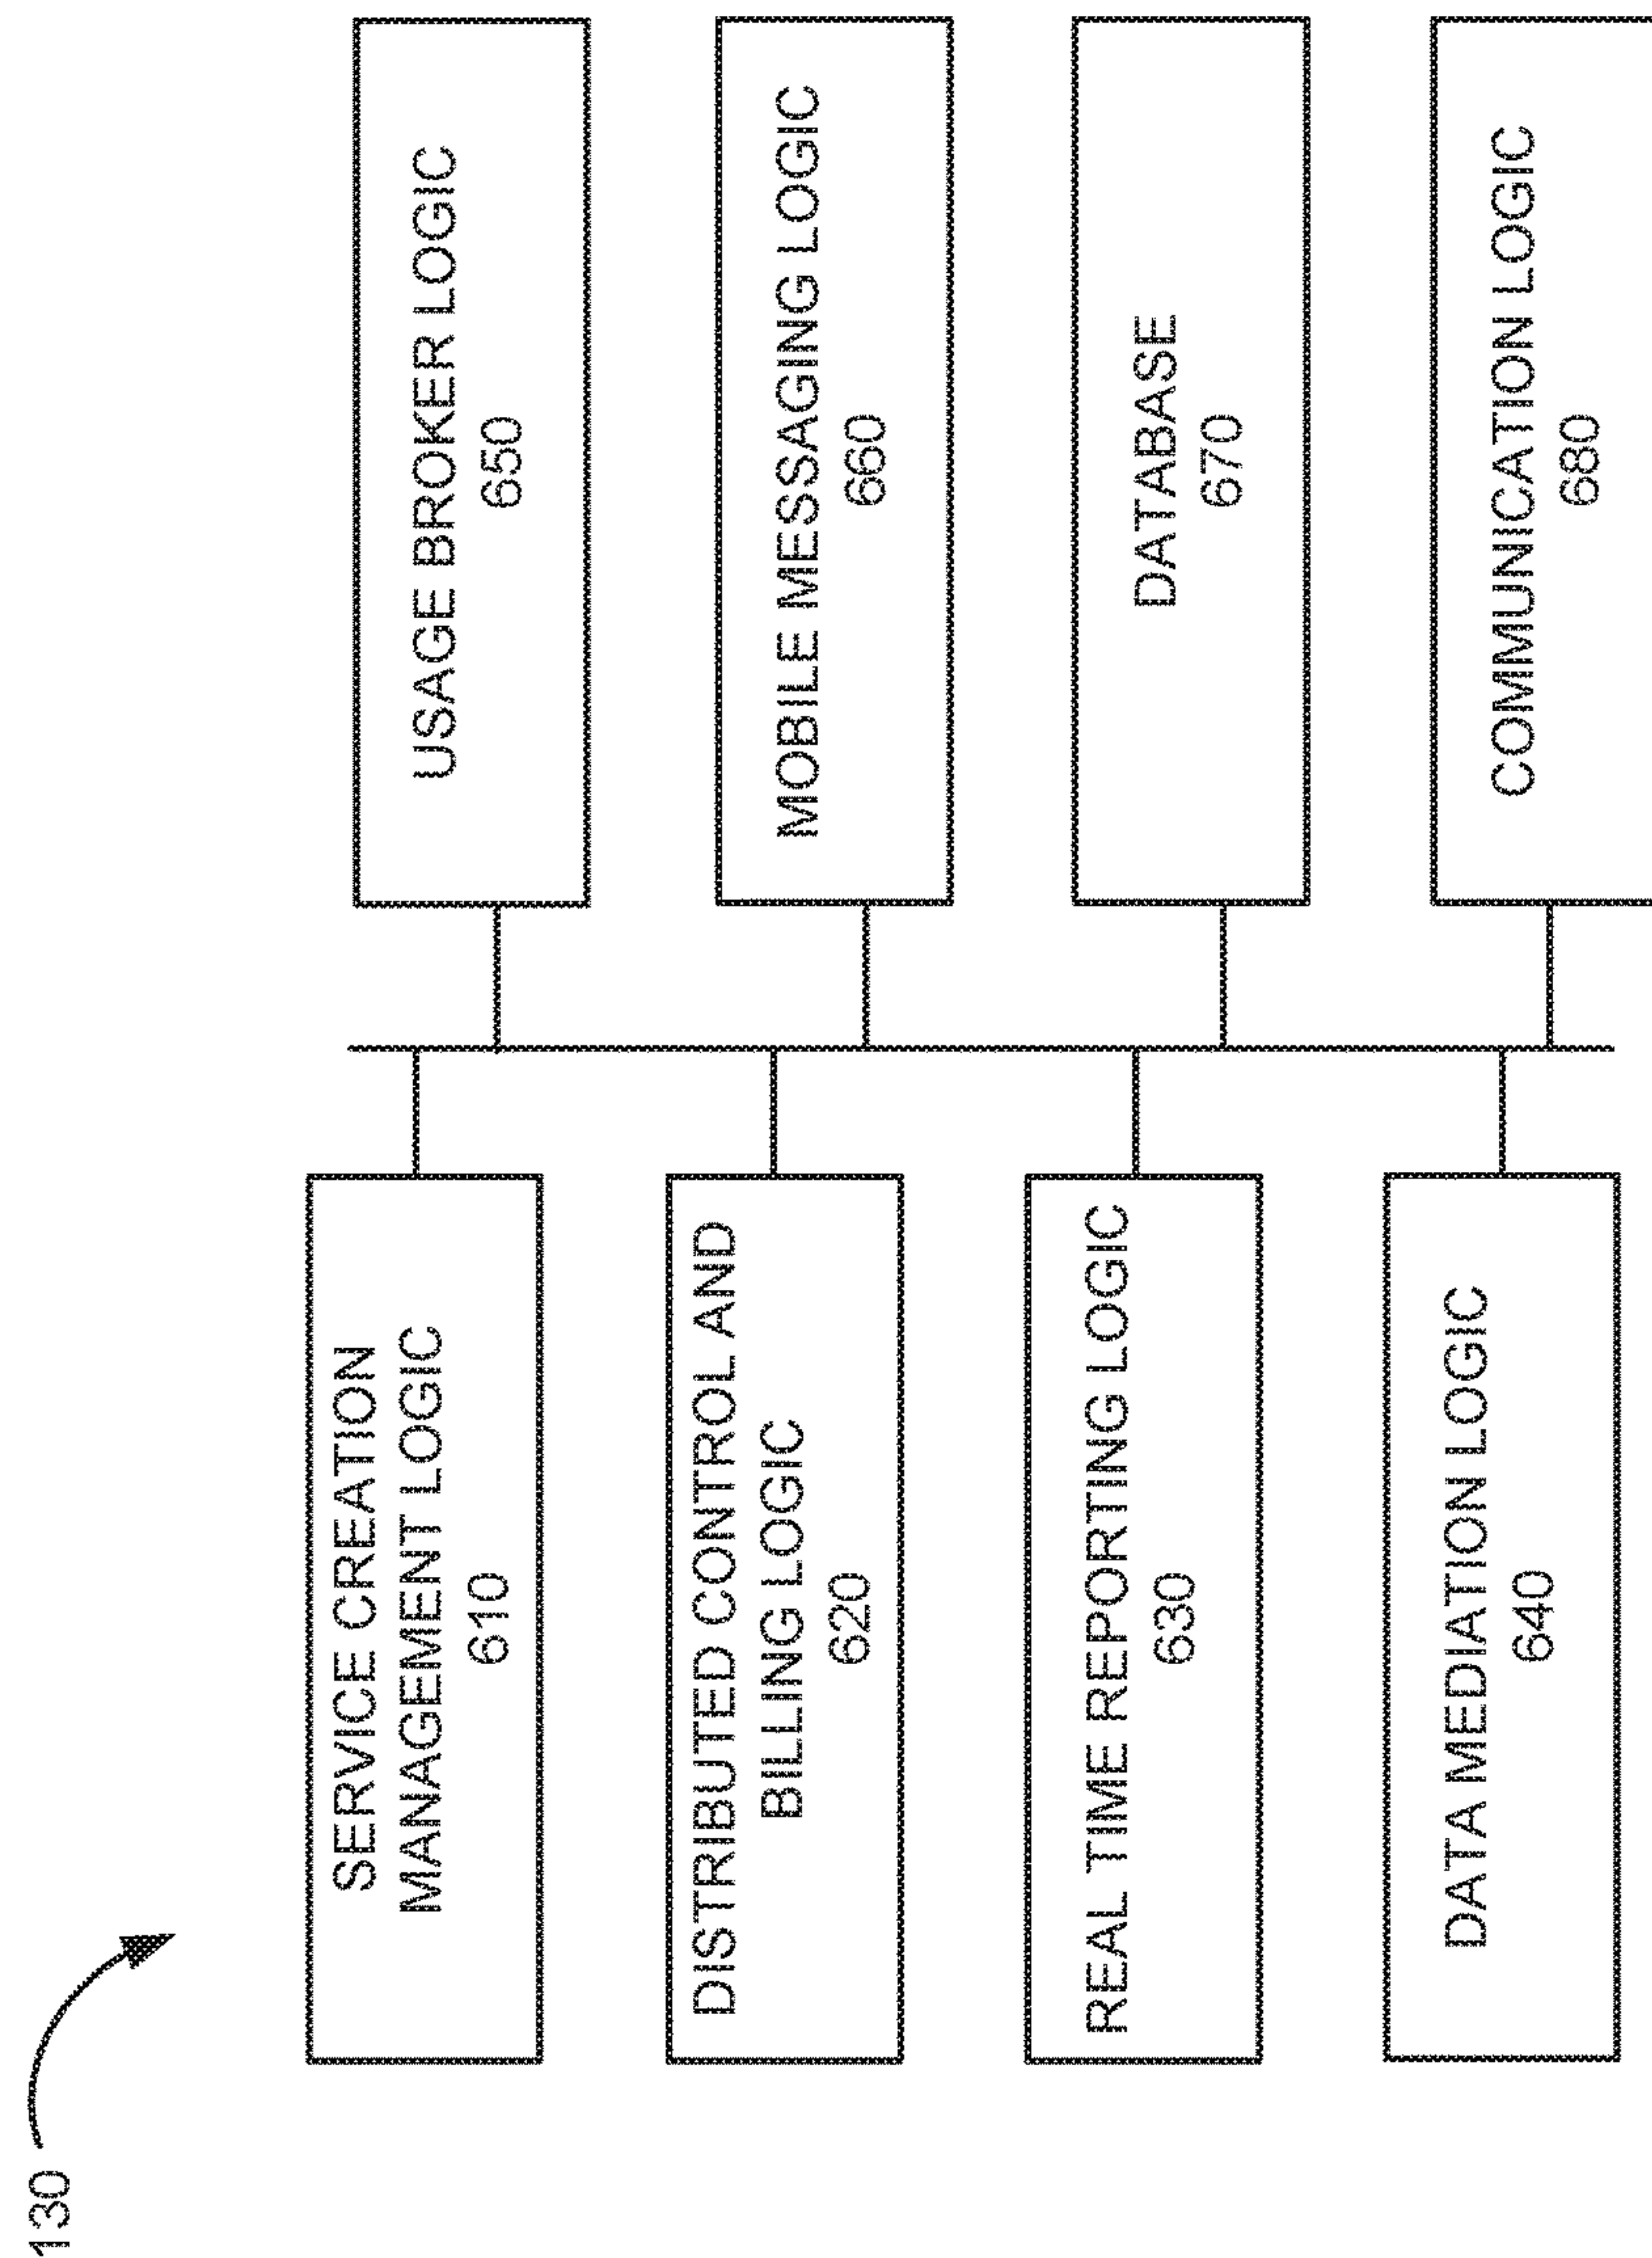 130
SERVICE CREATION
MANAGEMENT LOGIC
610
DISTRIBUTED CONTROL AND
BILLING LOGIC
620
REAL TIME REPORTING LOGIC
630
DATA MEDIATION LOGIC
640
USAGE BROKER LOGIC
650
MOBILE MESSAGING LOGIC
660
DATABASE
670
COMMUNICATION LOGIC
680